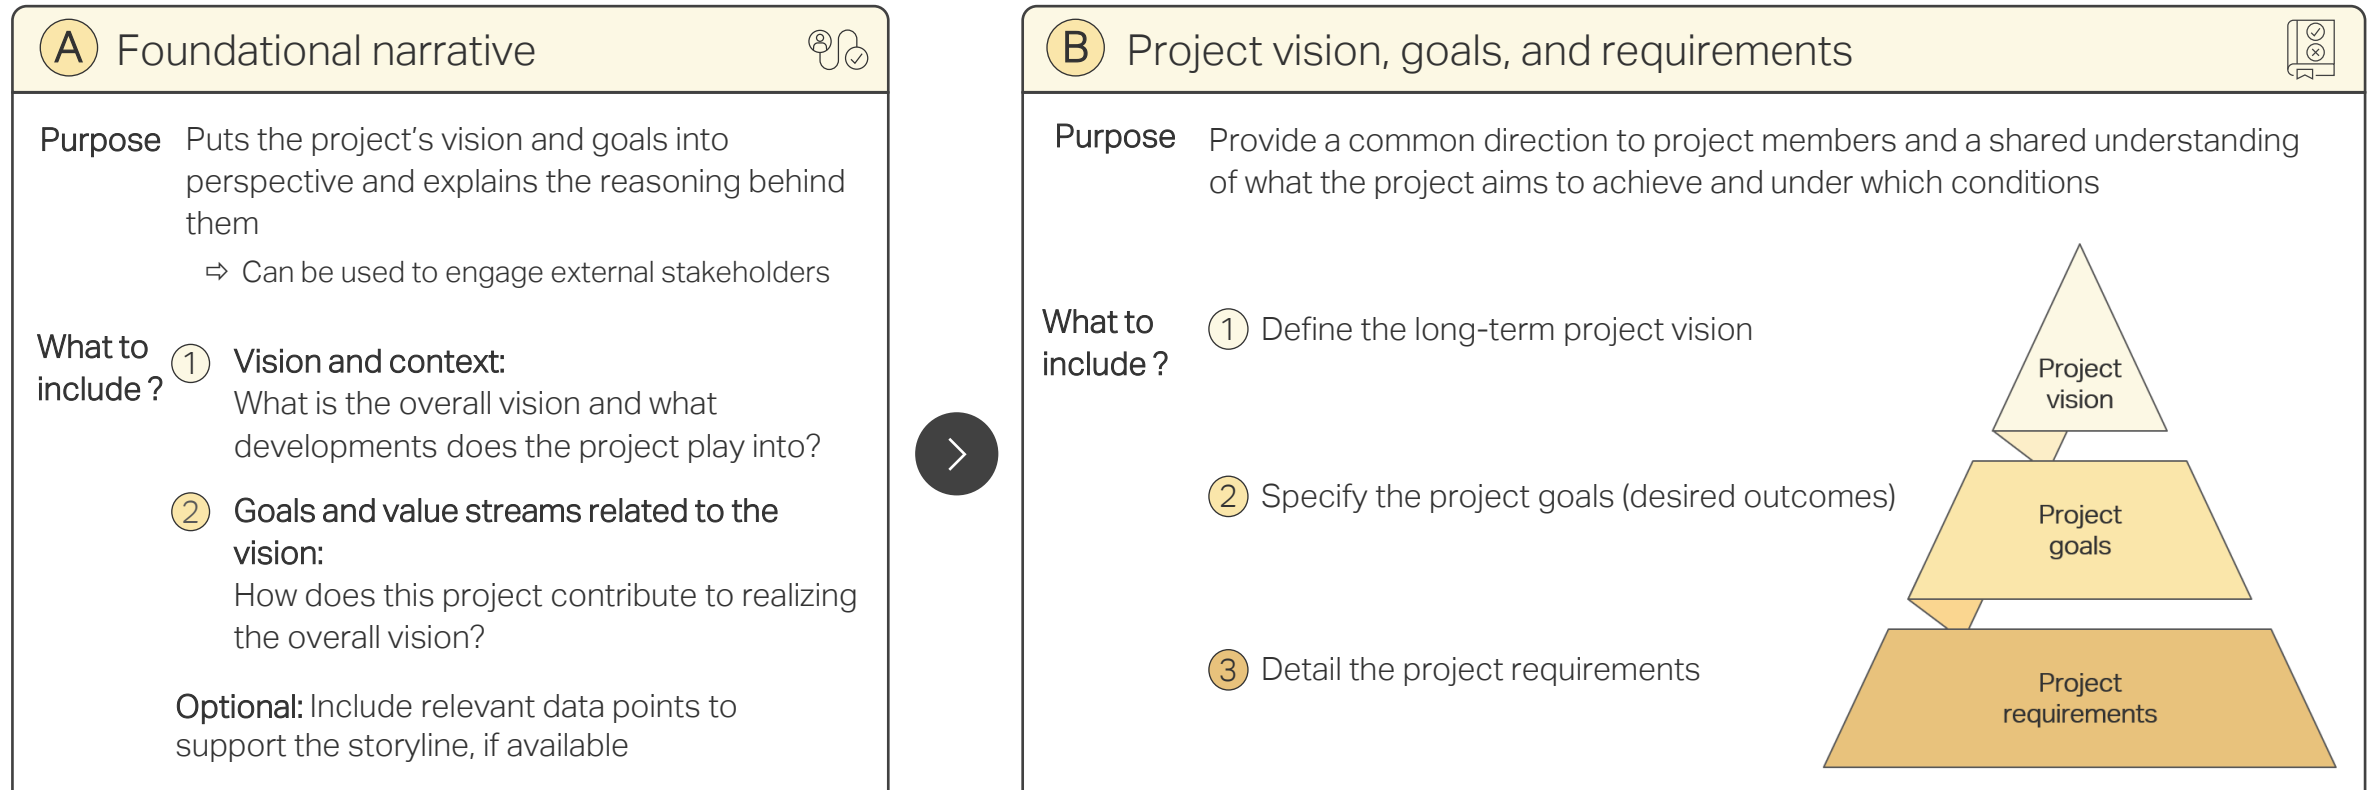 A Foundational narrative
Purpose Puts the project's vision and goals into
perspective and explains the reasoning behind
them
⇨ Can be used to engage external stakeholders
What to
include ?
1 Vision and context:
What is the overall vision and what
developments does the project play into?
2 Goals and value streams related to the
vision:
How does this project contribute to realizing
the overall vision?
Optional: Include relevant data points to
support the storyline, if available
B Project vision, goals, and requirements
Purpose Provide a common direction to project members and a shared understanding
of what the project aims to achieve and under which conditions
What to
include ?
1 Define the long-term project vision
2 Specify the project goals (desired outcomes)
3 Detail the project requirements
Project
vision
Project
goals
Project
requirements